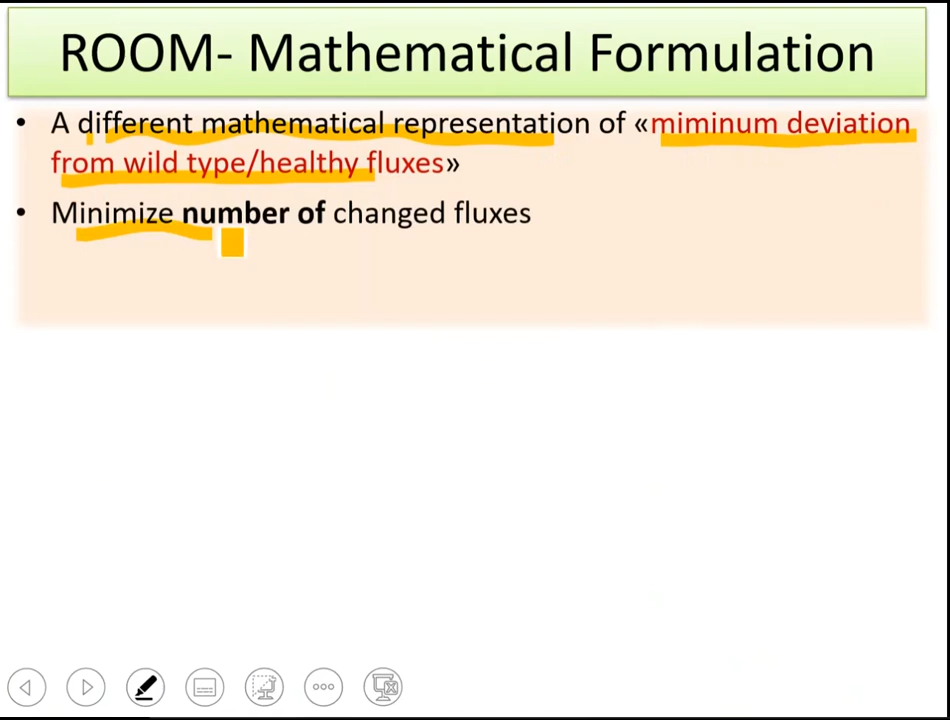 ROOM- Mathematical Formulation
• A different mathematical representation of «miminum deviation
from wild type/healthy fluxes»
• Minimize number of changed fluxes